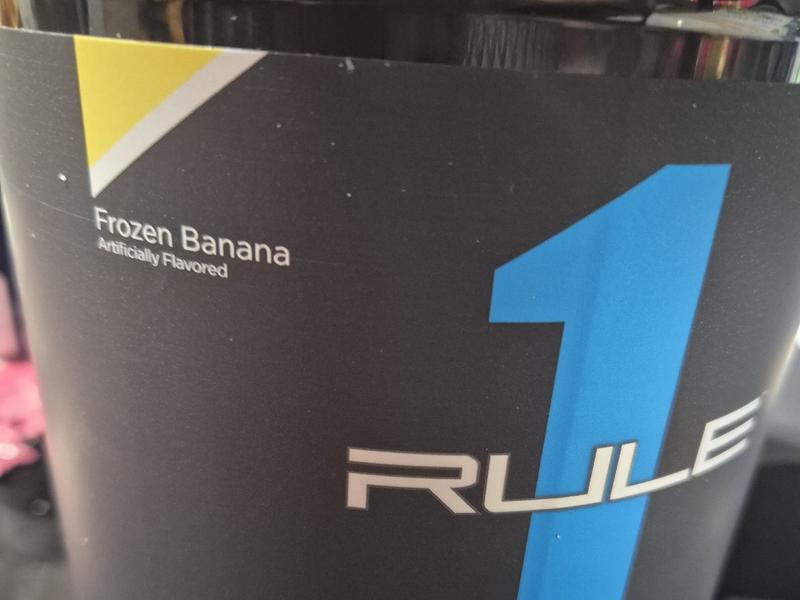 Frozen Banana
Artificially Flavored
1
RULE